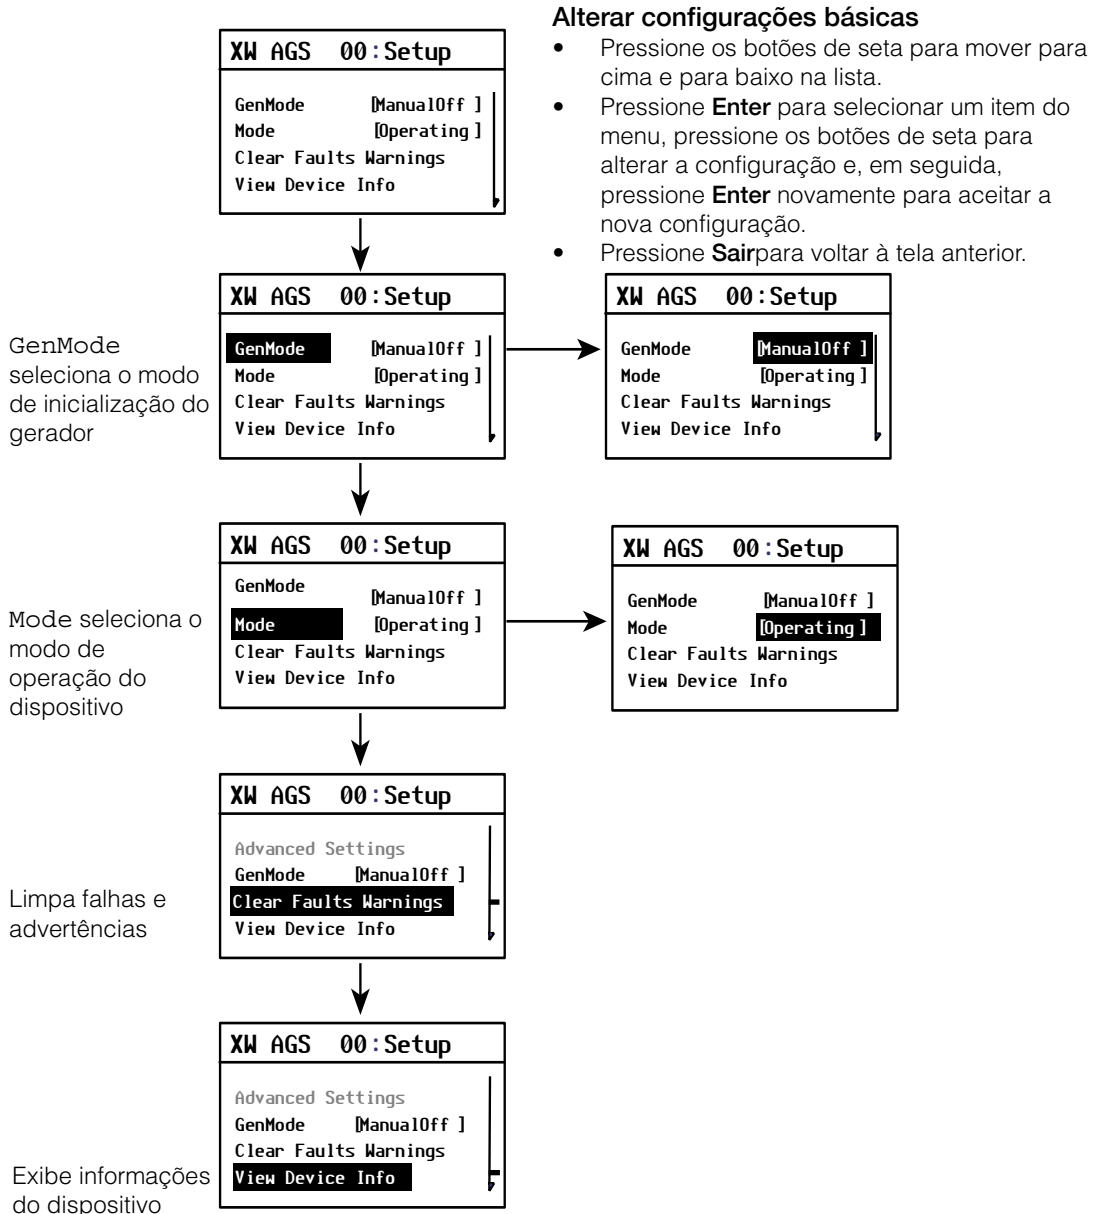 Alterar configurações básicas
• Pressione os botões de seta para mover para
cima e para baixo na lista.
• Pressione Enter para selecionar um item do
menu, pressione os botões de seta para
alterar a configuração e, em seguida,
pressione Enter novamente para aceitar a
nova configuração.
• Pressione Sairpara voltar à tela anterior.
XW AGS 00:Setup
GenMode [ManualOff ]
Mode [Operating ]
Clear Faults Warnings
View Device Info
GenMode
seleciona o modo
de inicialização do
gerador
XW AGS 00:Setup
GenMode [ManualOff ]
Mode [Operating ]
Clear Faults Warnings
View Device Info
XW AGS 00:Setup
GenMode [ManualOff ]
Mode [Operating ]
Clear Faults Warnings
View Device Info
Mode seleciona o
modo de
operação do
dispositivo
XW AGS 00:Setup
GenMode [ManualOff ]
Mode [Operating ]
Clear Faults Warnings
View Device Info
XW AGS 00:Setup
GenMode [ManualOff ]
Mode [Operating ]
Clear Faults Warnings
View Device Info
Limpa falhas e
advertências
XW AGS 00:Setup
Advanced Settings
GenMode [ManualOff ]
Clear Faults Warnings
View Device Info
Exibe informações
do dispositivo
XW AGS 00:Setup
Advanced Settings
GenMode [ManualOff ]
Clear Faults Warnings
View Device Info